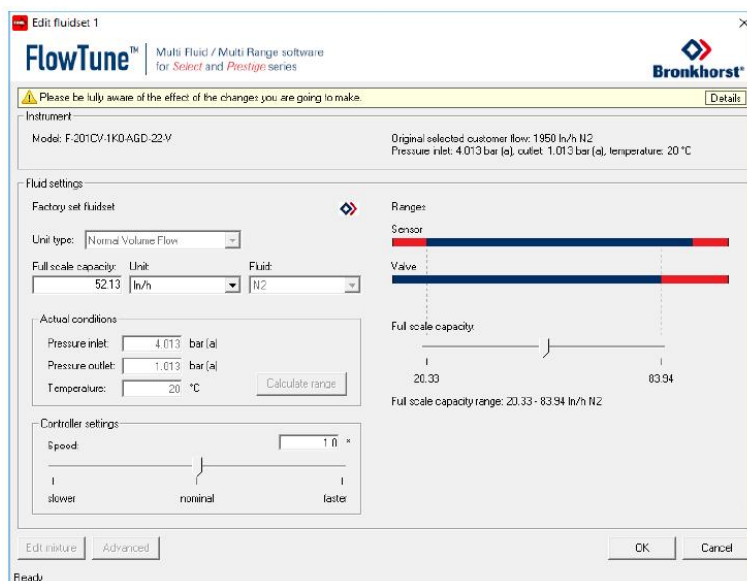 Edit fluidset 1
FlowTune™
Multi Fluid / Multi Range software
for Select and Prestige series
Bronkhorst®
Please be fully aware of the effect of the changes you are going to make.
Details
Instrument
Model: F-201CV-1K0-AGD-22-V
Original selected customer flow: 1950 ln/h N2
Pressure inlet: 4.013 bar (a), outlet: 1.013 bar (a), temperature: 20 °C
Fluid settings
Factory set fluidset
Unit type: Normal Volume Flow
Full scale capacity: Unit: Fluid:
52.13 ln/h N2
Actual conditions
Pressure inlet: 4.013 bar (a)
Pressure outlet: 1.013 bar (a)
Temperature: 20 °C
Calculate range
Controller settings
Speed: 1.0 *
slower nominal faster
Ranges
Sensor
Valve
Full scale capacity:
20.33 83.94
Full scale capacity range: 20.33 - 83.94 ln/h N2
Edit mixture Advanced OK Cancel
Ready